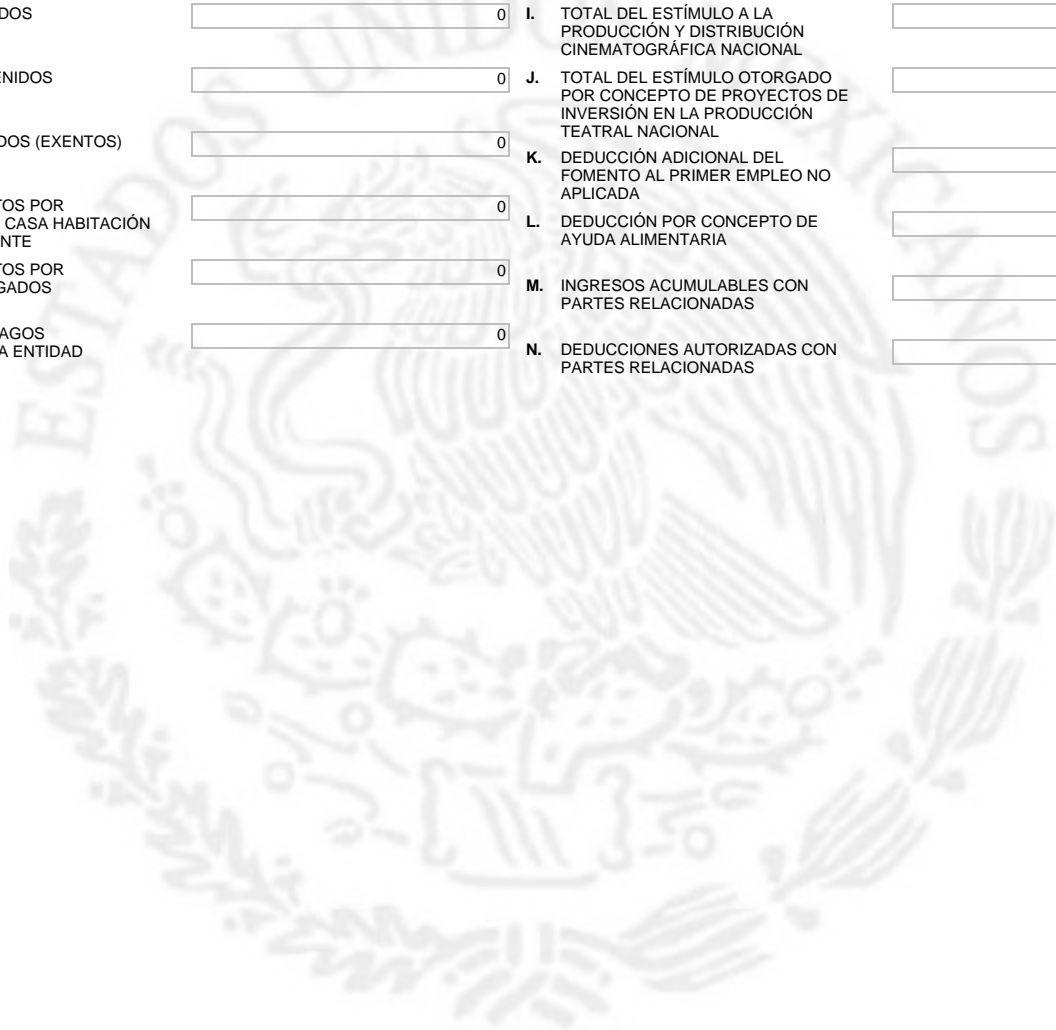 DOS 0
ENIDOS 0
DOS (EXENTOS) 0
TOS POR 0
CASA HABITACIÓN
NTE
TOS POR 0
GADOS
AGOS 0
A ENTIDAD
I. TOTAL DEL ESTÍMULO A LA
PRODUCCIÓN Y DISTRIBUCIÓN
CINEMATOGRÁFICA NACIONAL
J. TOTAL DEL ESTÍMULO OTORGADO
POR CONCEPTO DE PROYECTOS DE
INVERSIÓN EN LA PRODUCCIÓN
TEATRAL NACIONAL
K. DEDUCCIÓN ADICIONAL DEL
FOMENTO AL PRIMER EMPLEO NO
APLICADA
L. DEDUCCIÓN POR CONCEPTO DE
AYUDA ALIMENTARIA
M. INGRESOS ACUMULABLES CON
PARTES RELACIONADAS
N. DEDUCCIONES AUTORIZADAS CON
PARTES RELACIONADAS
ESTADOS UNIDOS MEXICANOS